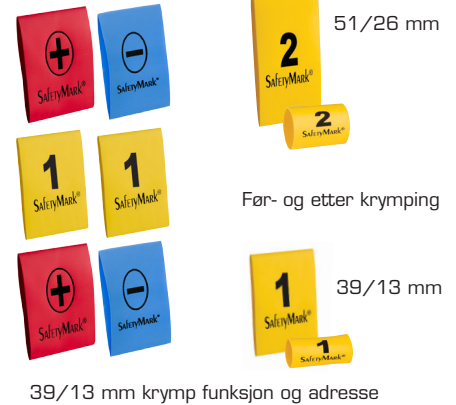 +
SafetyMark®
−
SafetyMark®
2
SafetyMark®
51/26 mm
2
SafetyMark®
1
SafetyMark®
1
SafetyMark®
Før- og etter krymping
+
SafetyMark®
−
SafetyMark®
1
SafetyMark®
39/13 mm
1
SafetyMark®
39/13 mm krymp funksjon og adresse